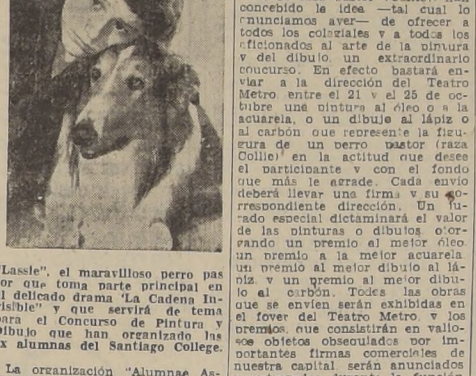 "Lassie", el maravilloso perro pas
tor que toma parte principal en
el delicado drama 'La Cadena In-
visible" y que servirá de tema
para el Concurso de Pintura y
Dibujo que han organizado las
ex alumnas del Santiago College.
La organización "Alumnae As-
concebido la idea —tal cual lo
anunciamos ayer— de ofrecer a
todos los colegiales y a todos los
aficionados al arte de la pintura
y del dibujo, un extraordinario
concurso. En efecto bastará en-
viar a la dirección del Teatro
Metro, entre el 21 y el 25 de oc-
tubre una pintura al óleo o a la
acuarela, o un dibujo al lápiz o
al carbón que represente la figu-
gura de un perro pastor (raza
Collie) en la actitud que desee
el participante y con el fondo
que más le agrade. Cada envío
deberá llevar una firma y su co-
rrespondiente dirección. Un ju-
rado especial dictaminará el valor
de las pinturas o dibujos otor-
gando un premio al mejor óleo,
un premio a la mejor acuarela,
un premio al mejor dibujo al lá-
piz y un premio al mejor dibu-
jo al carbón. Todas las obras
que se envíen serán exhibidas en
el foyer del Teatro Metro, y los
premios, que consistirán en valio-
sos objetos obsequiados por im-
portantes firmas comerciales de
nuestra capital, serán anunciados